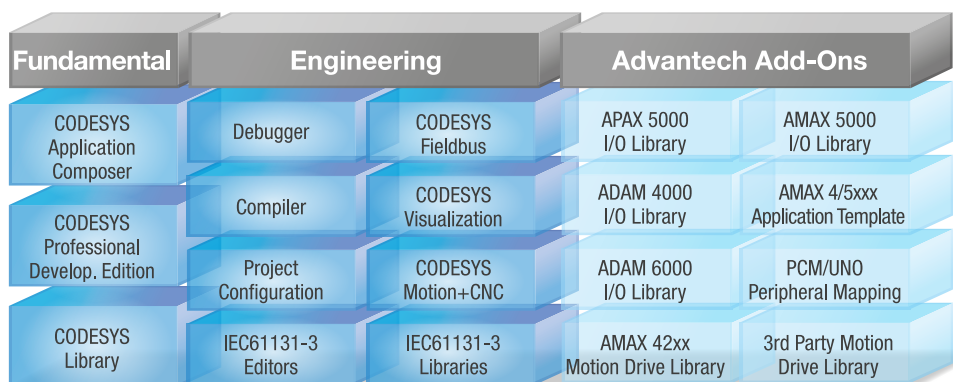 Fundamental
Engineering
Advantech Add-Ons
CODESYS
Application
Composer
CODESYS
Professional
Develop. Edition
CODESYS
Library
Debugger
Compiler
Project
Configuration
IEC61131-3
Editors
CODESYS
Fieldbus
CODESYS
Visualization
CODESYS
Motion+CNC
IEC61131-3
Libraries
APAX 5000
I/O Library
ADAM 4000
I/O Library
ADAM 6000
I/O Library
AMAX 42xx
Motion Drive Library
AMAX 5000
I/O Library
AMAX 4/5xxx
Application Template
PCM/UNO
Peripheral Mapping
3rd Party Motion
Drive Library